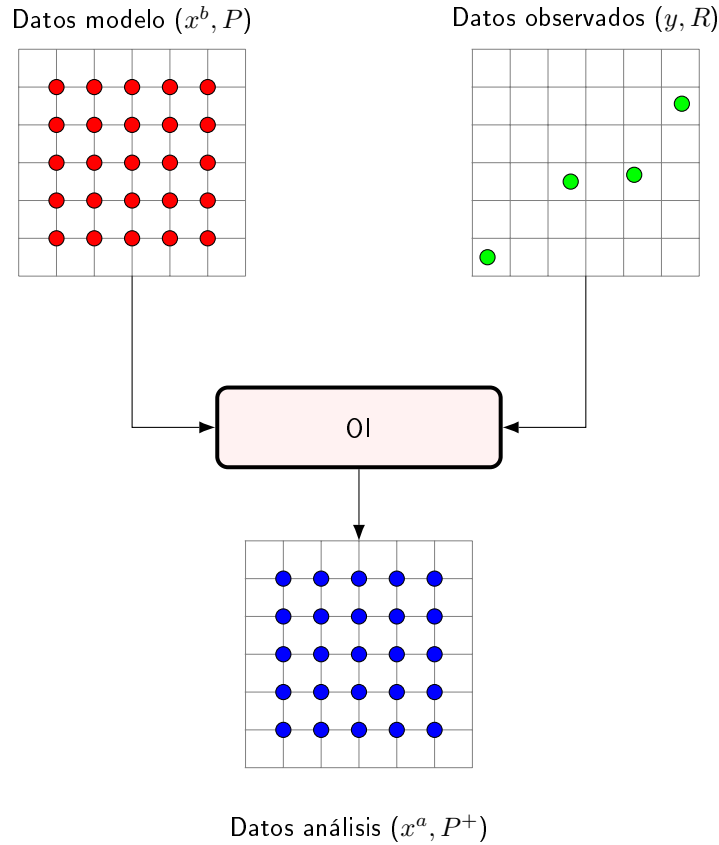 Datos modelo (x^b, P)
Datos observados (y, R)
OI
Datos análisis (x^a, P^+)